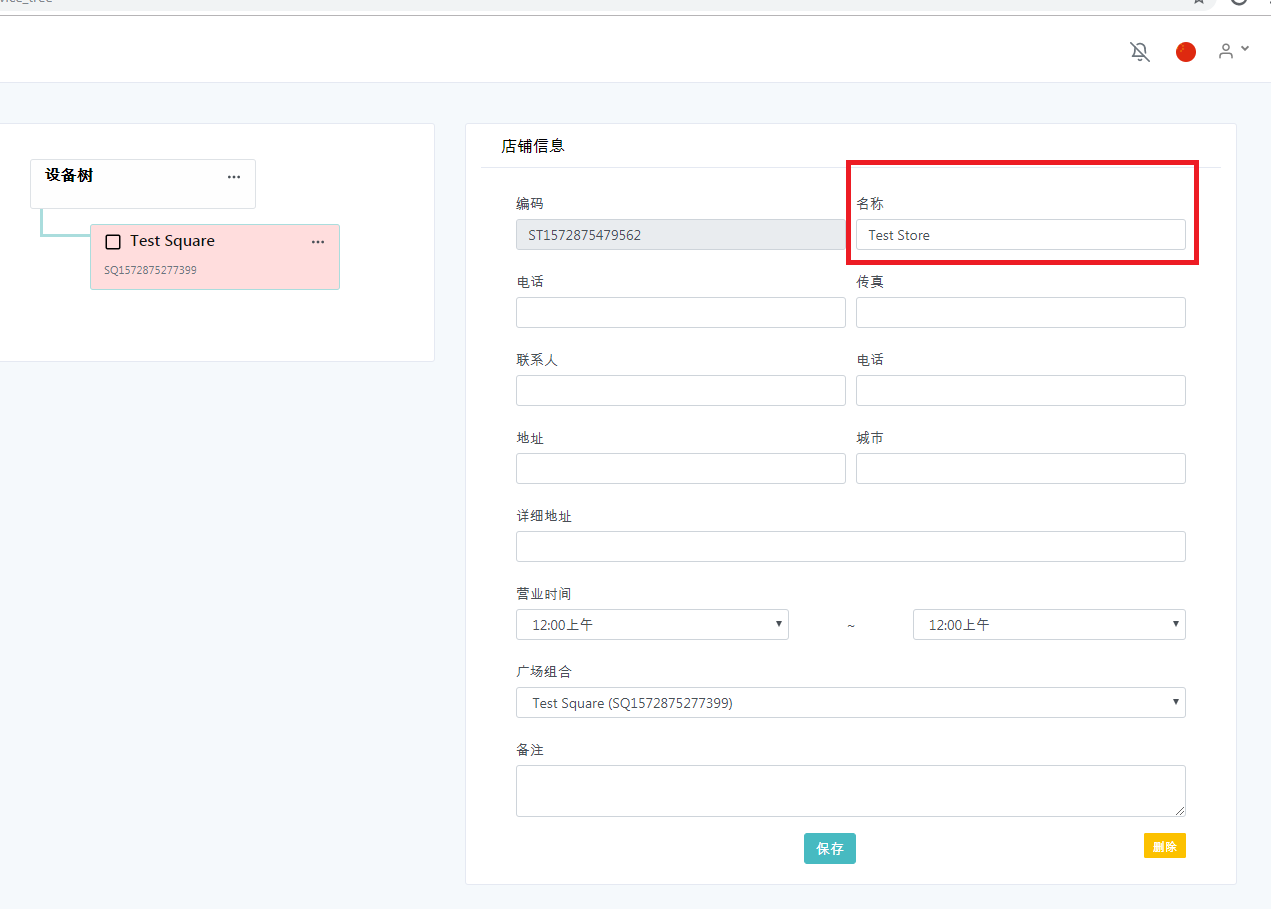 设备树
Test Square
SQ1572875277399
店铺信息
编码
名称
ST1572875479562
Test Store
电话
传真
联系人
电话
地址
城市
详细地址
营业时间
12:00上午
~
12:00上午
广场组合
Test Square (SQ1572875277399)
备注
保存
删除